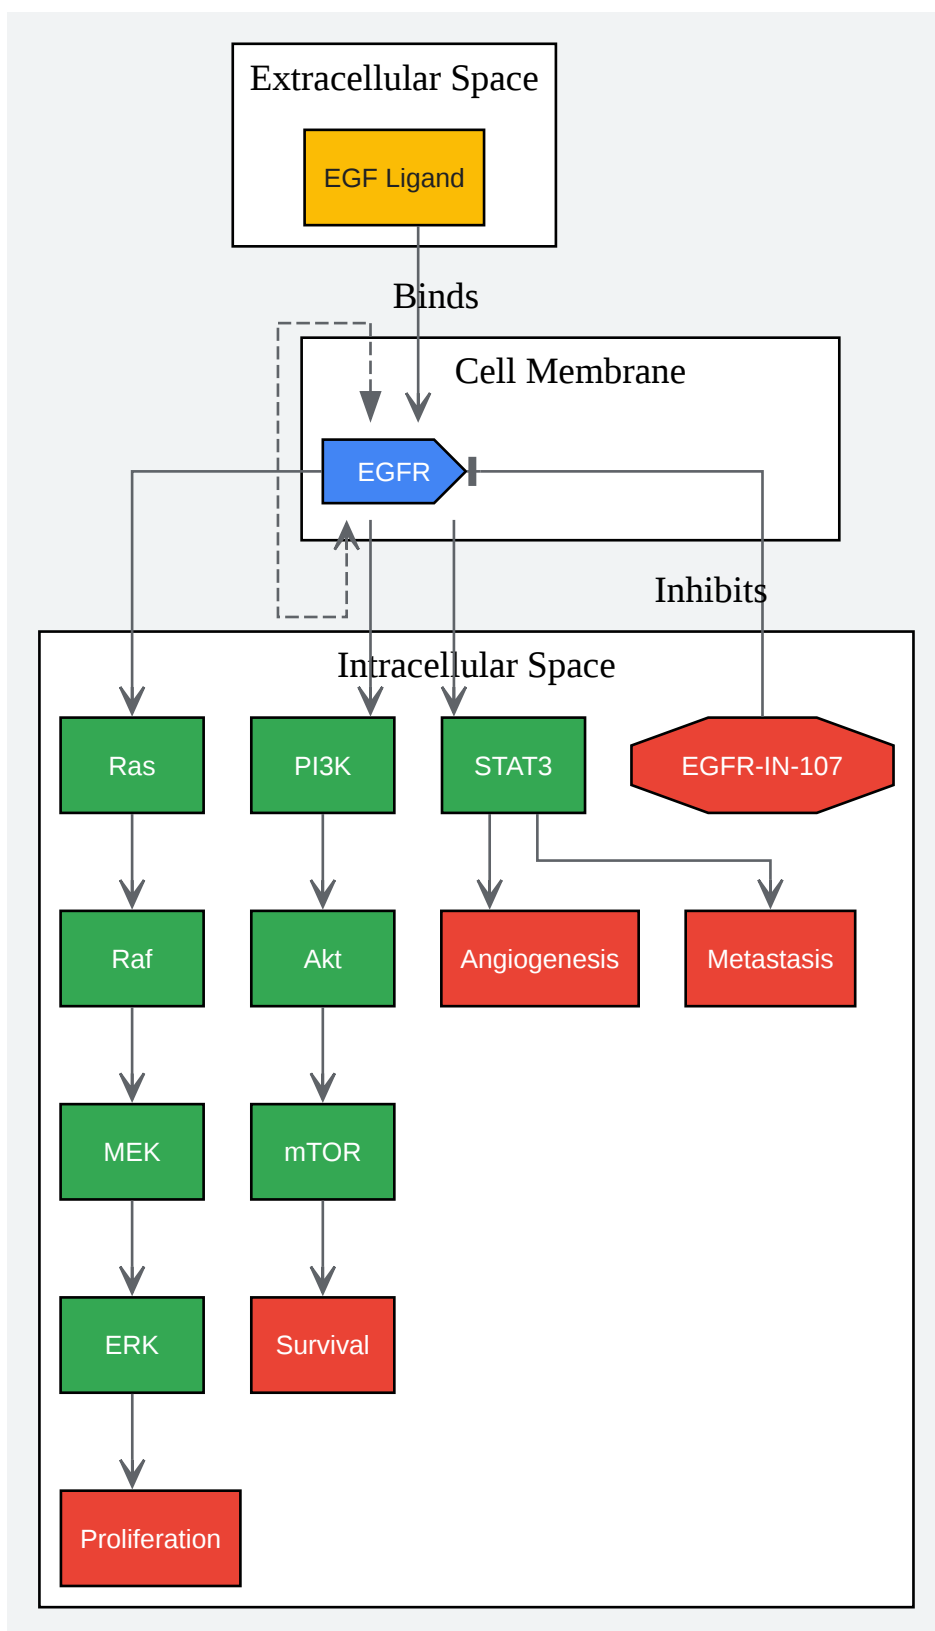 Extracellular Space
EGF Ligand
Binds
Cell Membrane
EGFR
Inhibits
Intracellular Space
Ras
PI3K
STAT3
EGFR-IN-107
Raf
Akt
Angiogenesis
Metastasis
MEK
mTOR
ERK
Survival
Proliferation